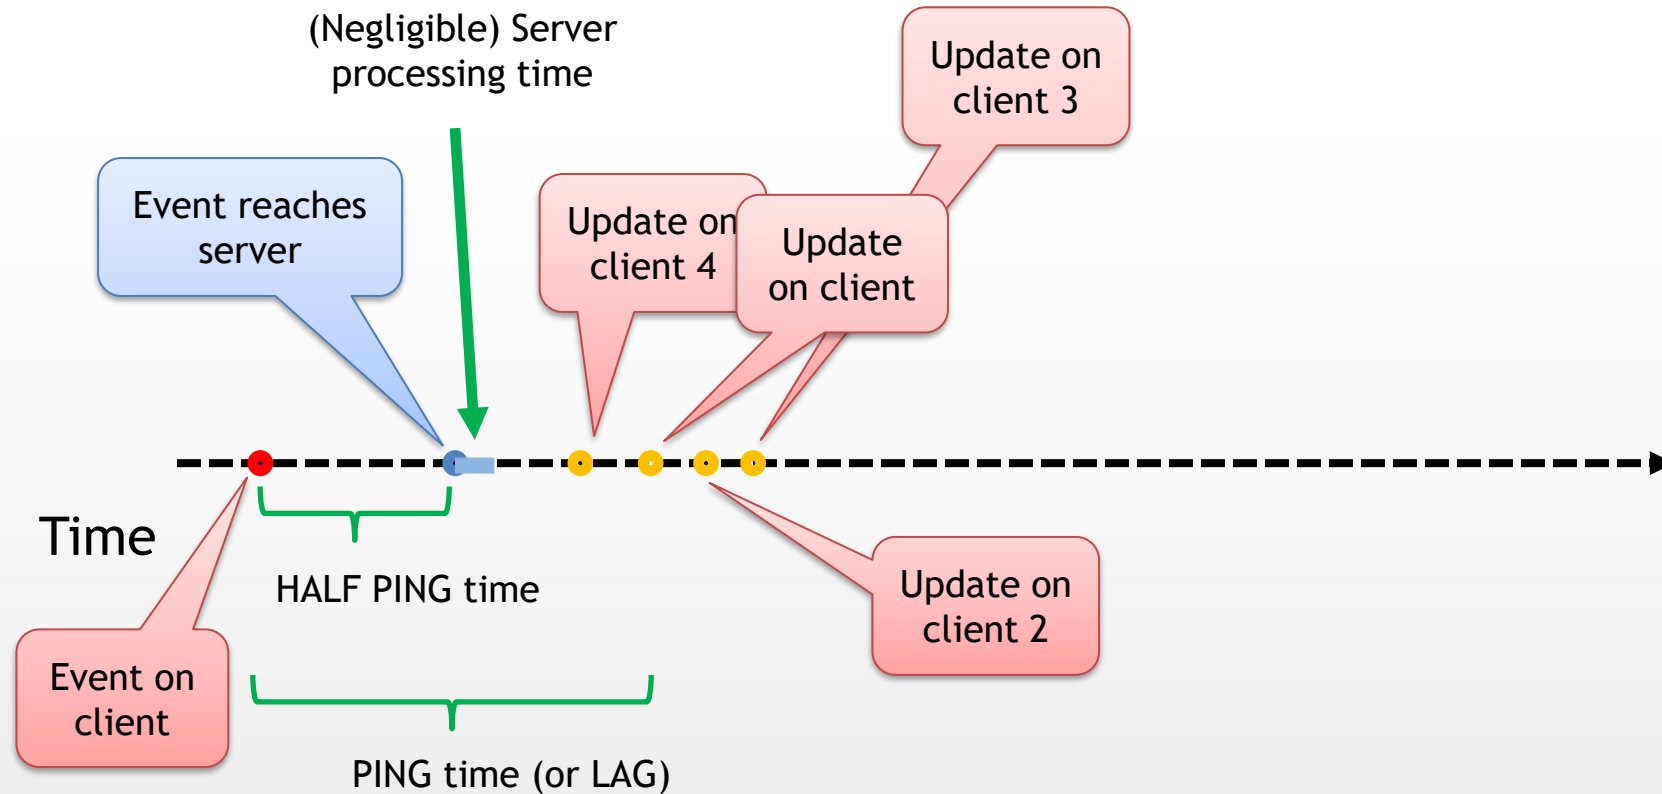 (Negligible) Server
processing time
Update on
client 3
Event reaches
server
Update on
client 4
Update
on client
Time
HALF PING time
Update on
client 2
Event on
client
PING time (or LAG)